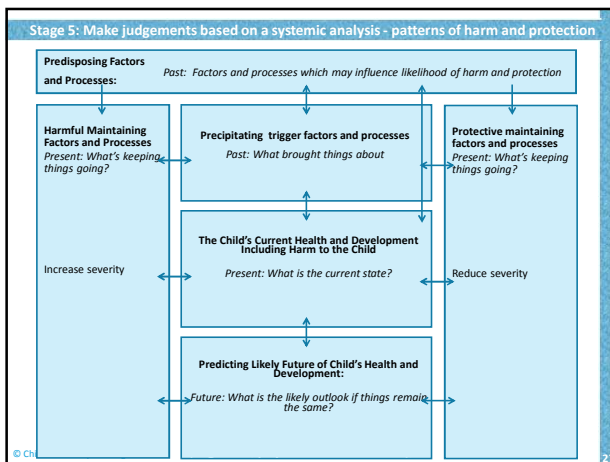 Stage 5: Make judgements based on a systemic analysis - patterns of harm and protection
Predisposing Factors
and Processes:
Past: Factors and processes which may influence likelihood of harm and protection
Harmful Maintaining
Factors and Processes
Present: What's keeping
things going?
Increase severity
Precipitating trigger factors and processes
Past: What brought things about
The Child's Current Health and Development
Including Harm to the Child
Present: What is the current state?
Predicting Likely Future of Child's Health and
Development:
Future: What is the likely outlook if things remain
the same?
Protective maintaining
factors and processes
Present: What's keeping
things going?
Reduce severity
©